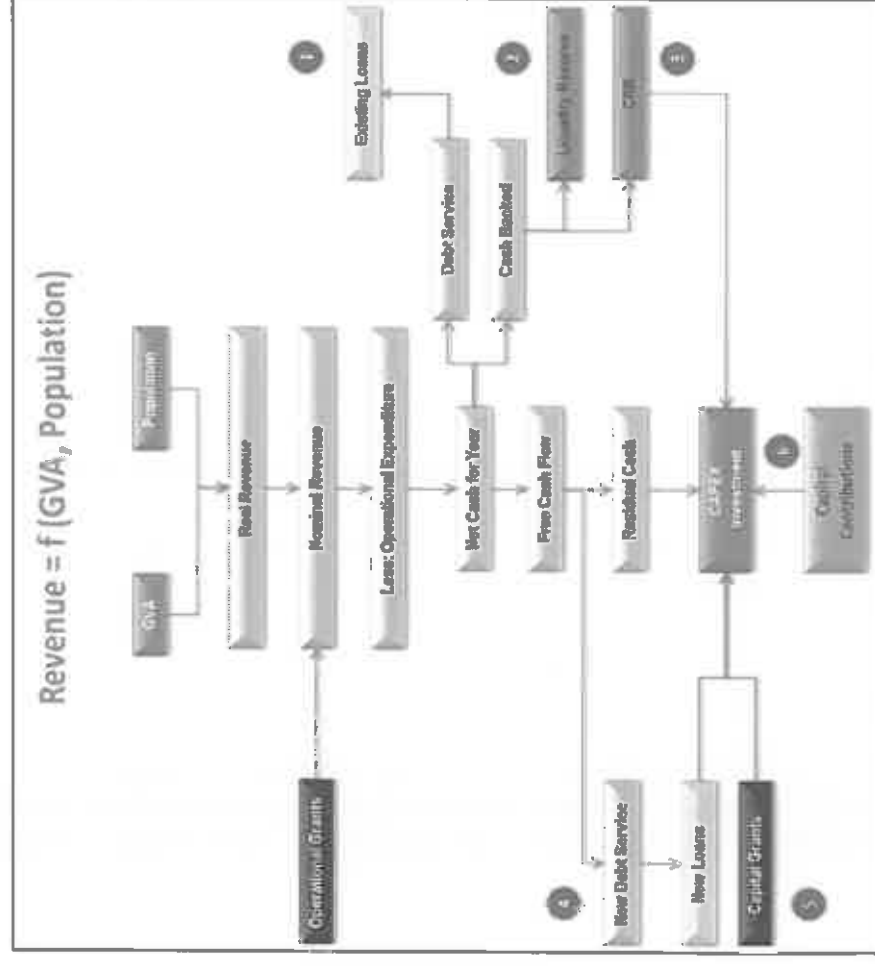 Revenue = f (GVA, Population)
GVA
Population
Real Revenue
Operational Grants
Nominal Revenue
Less: Operational Expenditure
Net Cash for Year
Debt Service
Existing Loans
1
Cash Backed
Liquidity Reserve
2
CRR
3
Free Cash Flow
4
New Debt Service
Residual Cash
New Loans
CAPEX
Capital Grants
5
6
Capital
Contributions